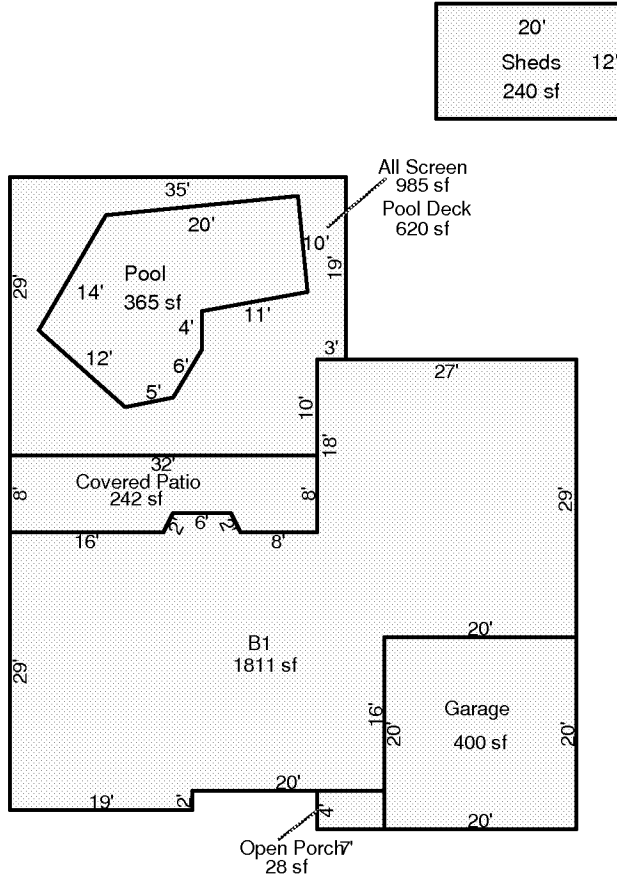 20'
Sheds 12'
240 sf
All Screen
985 sf
Pool Deck
620 sf
35'
20'
10'
19'
29'
Pool
365 sf
14'
4'
11'
12'
6'
5'
3'
27'
10'
18'
32'
Covered Patio
242 sf
8'
8'
2'
6'
2'
16'
8'
29'
B1
1811 sf
29'
20'
16'
20'
Garage
400 sf
20'
20'
19'
2'
4'
20'
Open Porch
7'
28 sf